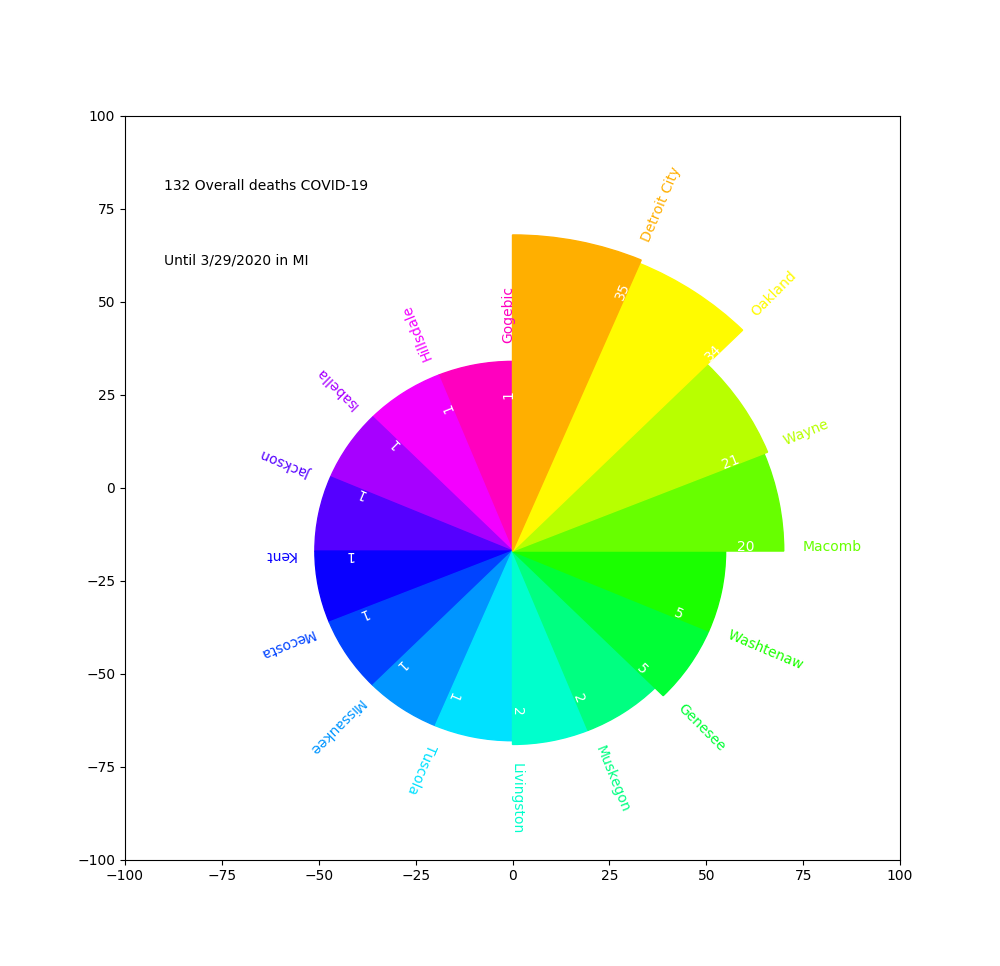 132 Overall deaths COVID-19
Until 3/29/2020 in MI
Detroit City
35
Oakland
34
Wayne
21
Macomb
20
Washtenaw
5
Genesee
5
Muskegon
2
Livingston
2
Tuscola
1
Missaukee
1
Mecosta
1
Kent
1
Jackson
1
Isabella
1
Hillsdale
1
Gogebic
1
100
75
50
25
0
−25
−50
−75
−100
−100 −75 −50 −25 0 25 50 75 100